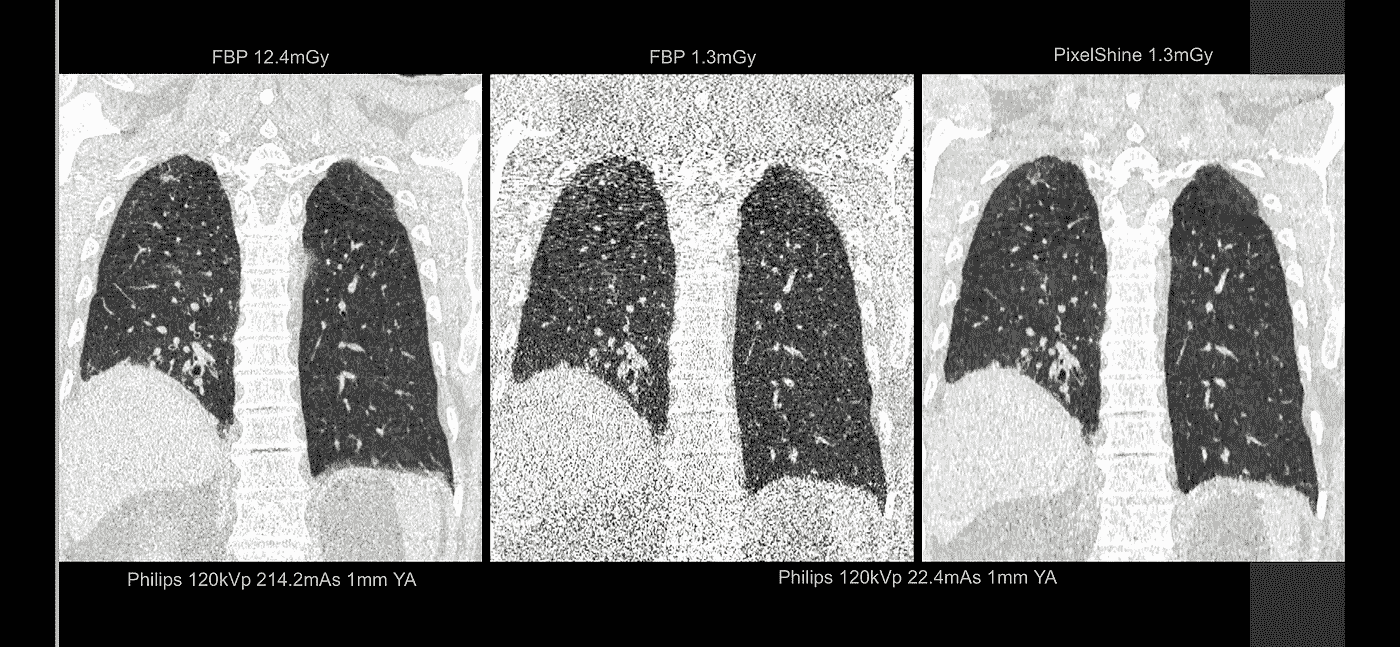 FBP 12.4mGy
FBP 1.3mGy
PixelShine 1.3mGy
Philips 120kVp 214.2mAs 1mm YA
Philips 120kVp 22.4mAs 1mm YA